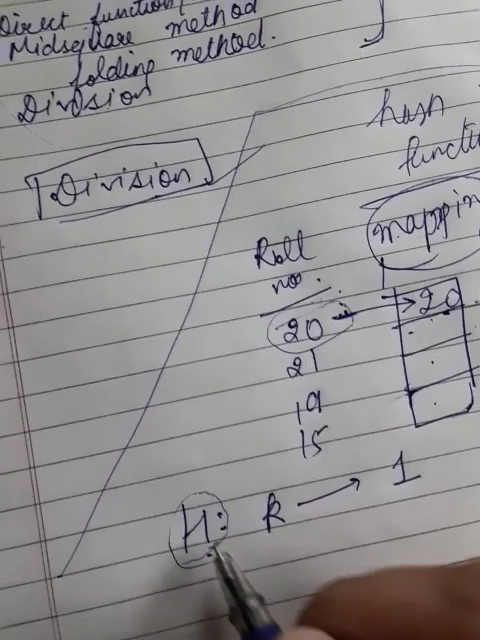 Direct function
Midsquare method
folding method.
Division
Division
hash
functi
mappin
Roll
no.
20 → 20
21
19
15
H: k → 1